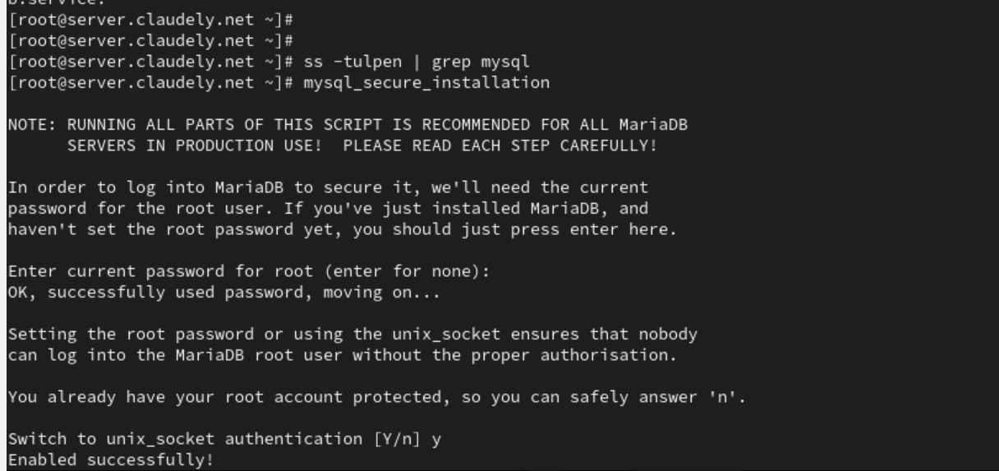 b.service.
[root@server.claudely.net ~]#
[root@server.claudely.net ~]#
[root@server.claudely.net ~]# ss -tulpen | grep mysql
[root@server.claudely.net ~]# mysql_secure_installation
NOTE: RUNNING ALL PARTS OF THIS SCRIPT IS RECOMMENDED FOR ALL MariaDB
SERVERS IN PRODUCTION USE!  PLEASE READ EACH STEP CAREFULLY!
In order to log into MariaDB to secure it, we'll need the current
password for the root user. If you've just installed MariaDB, and
haven't set the root password yet, you should just press enter here.
Enter current password for root (enter for none):
OK, successfully used password, moving on...
Setting the root password or using the unix_socket ensures that nobody
can log into the MariaDB root user without the proper authorisation.
You already have your root account protected, so you can safely answer 'n'.
Switch to unix_socket authentication [Y/n] y
Enabled successfully!